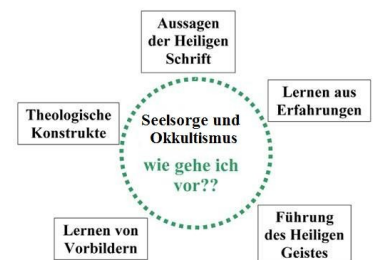 Aussagen
der Heiligen
Schrift
Lernen aus
Erfahrungen
Theologische
Konstrukte
Seelsorge und
Okkultismus
wie gehe ich
vor??
Lernen von
Vorbildern
Führung
des Heiligen
Geistes